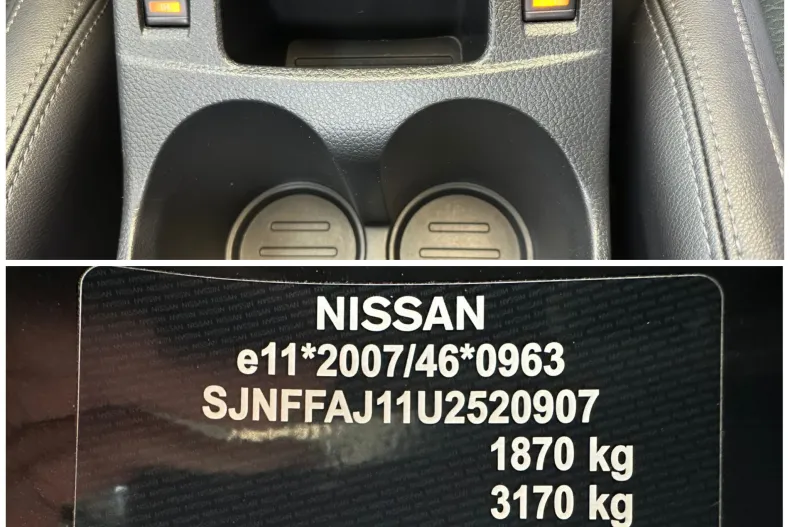 NISSAN
e11*2007/46*0963
SJNFFAJ11U2520907
1870 kg
3170 kg